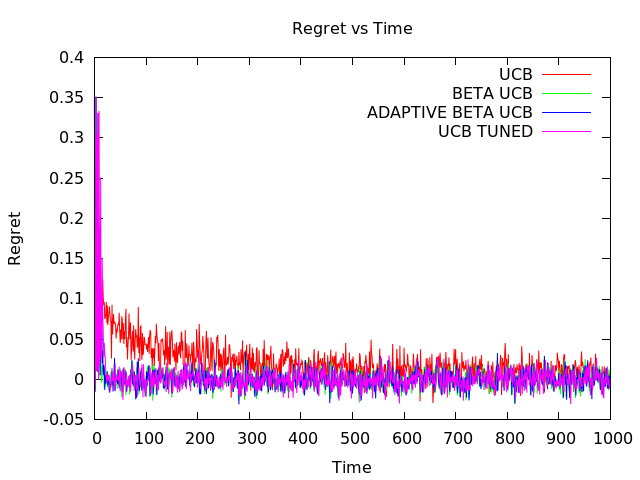 Regret vs Time
0.4
0.35
0.3
0.25
0.2
0.15
0.1
0.05
0
-0.05
Regret
UCB
BETA UCB
ADAPTIVE BETA UCB
UCB TUNED
0 100 200 300 400 500 600 700 800 900 1000
Time